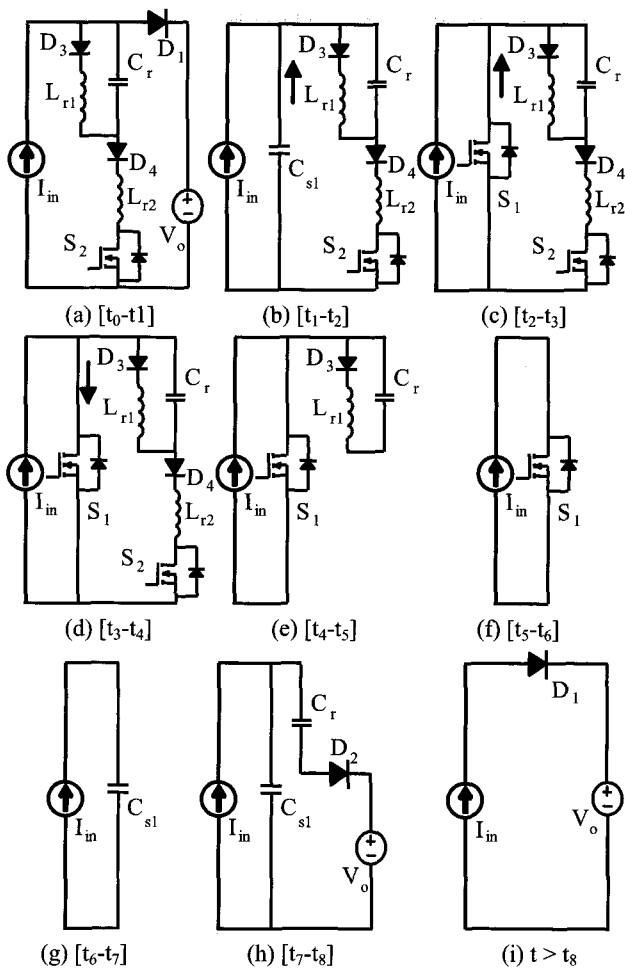 D3
D1
Cr
Lr1
Iin
D4
Lr2
S2
Vo
(a) [t0-t1]
D3
Cr
Lr1
Iin
Cs1
D4
Lr2
S2
(b) [t1-t2]
D3
Cr
Lr1
Iin
S1
D4
Lr2
S2
(c) [t2-t3]
D3
Cr
Lr1
Iin
S1
D4
Lr2
S2
(d) [t3-t4]
D3
Cr
Lr1
Iin
S1
(e) [t4-t5]
Iin
S1
(f) [t5-t6]
Iin
Cs1
(g) [t6-t7]
Cr
D2
Iin
Cs1
Vo
(h) [t7-t8]
D1
Iin
Vo
(i) t > t8